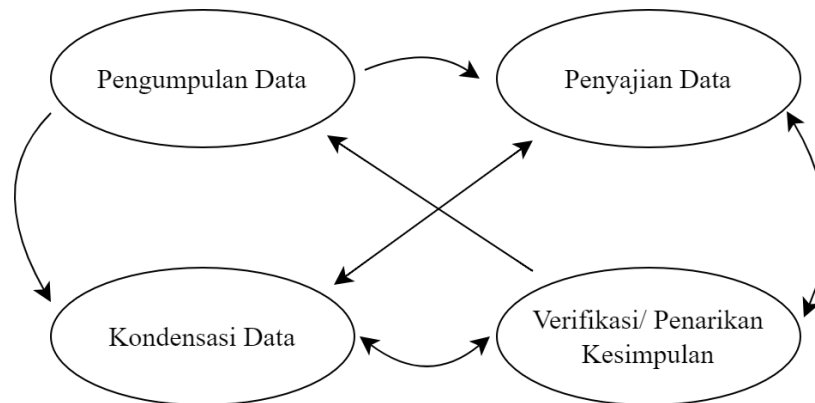 Pengumpulan Data
Penyajian Data
Kondensasi Data
Verifikasi/ Penarikan
Kesimpulan